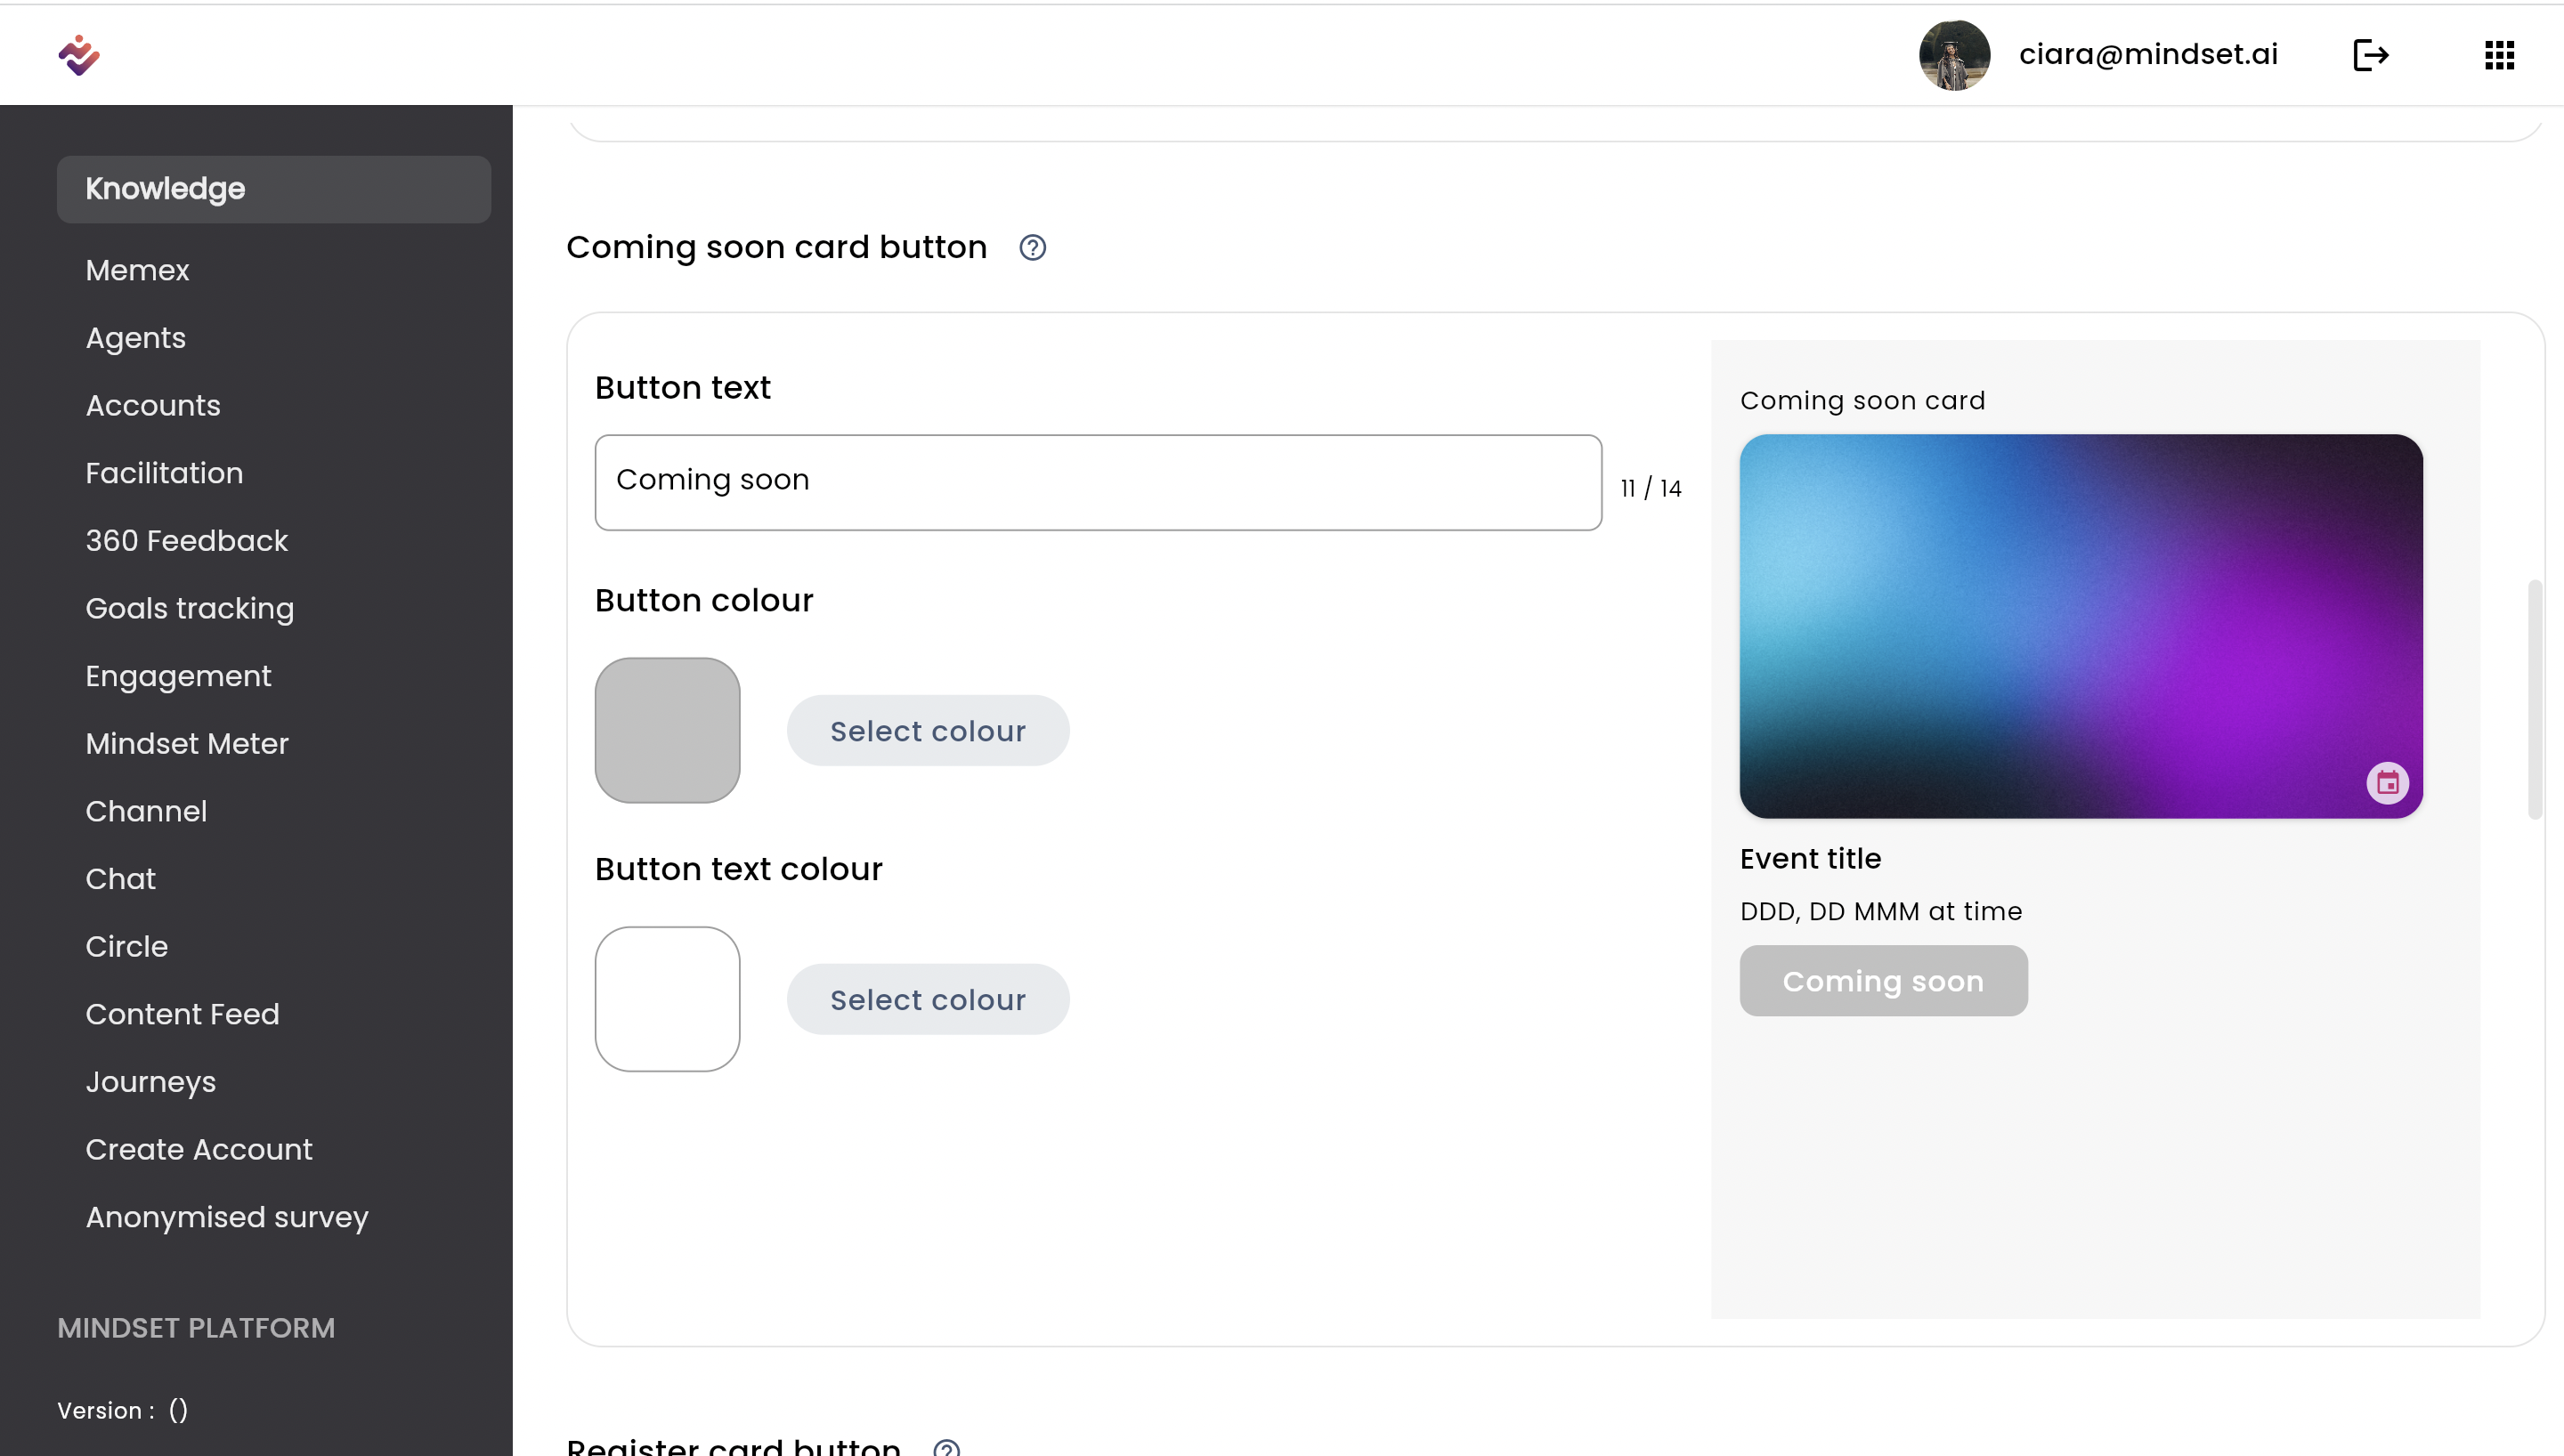 ciara@mindset.ai
Knowledge
Memex
Agents
Accounts
Facilitation
360 Feedback
Goals tracking
Engagement
Mindset Meter
Channel
Chat
Circle
Content Feed
Journeys
Create Account
Anonymised survey
MINDSET PLATFORM
Version : ()
Coming soon card button
Button text
Coming soon
11 / 14
Button colour
Select colour
Button text colour
Select colour
Coming soon card
Event title
DDD, DD MMM at time
Coming soon
Register card button